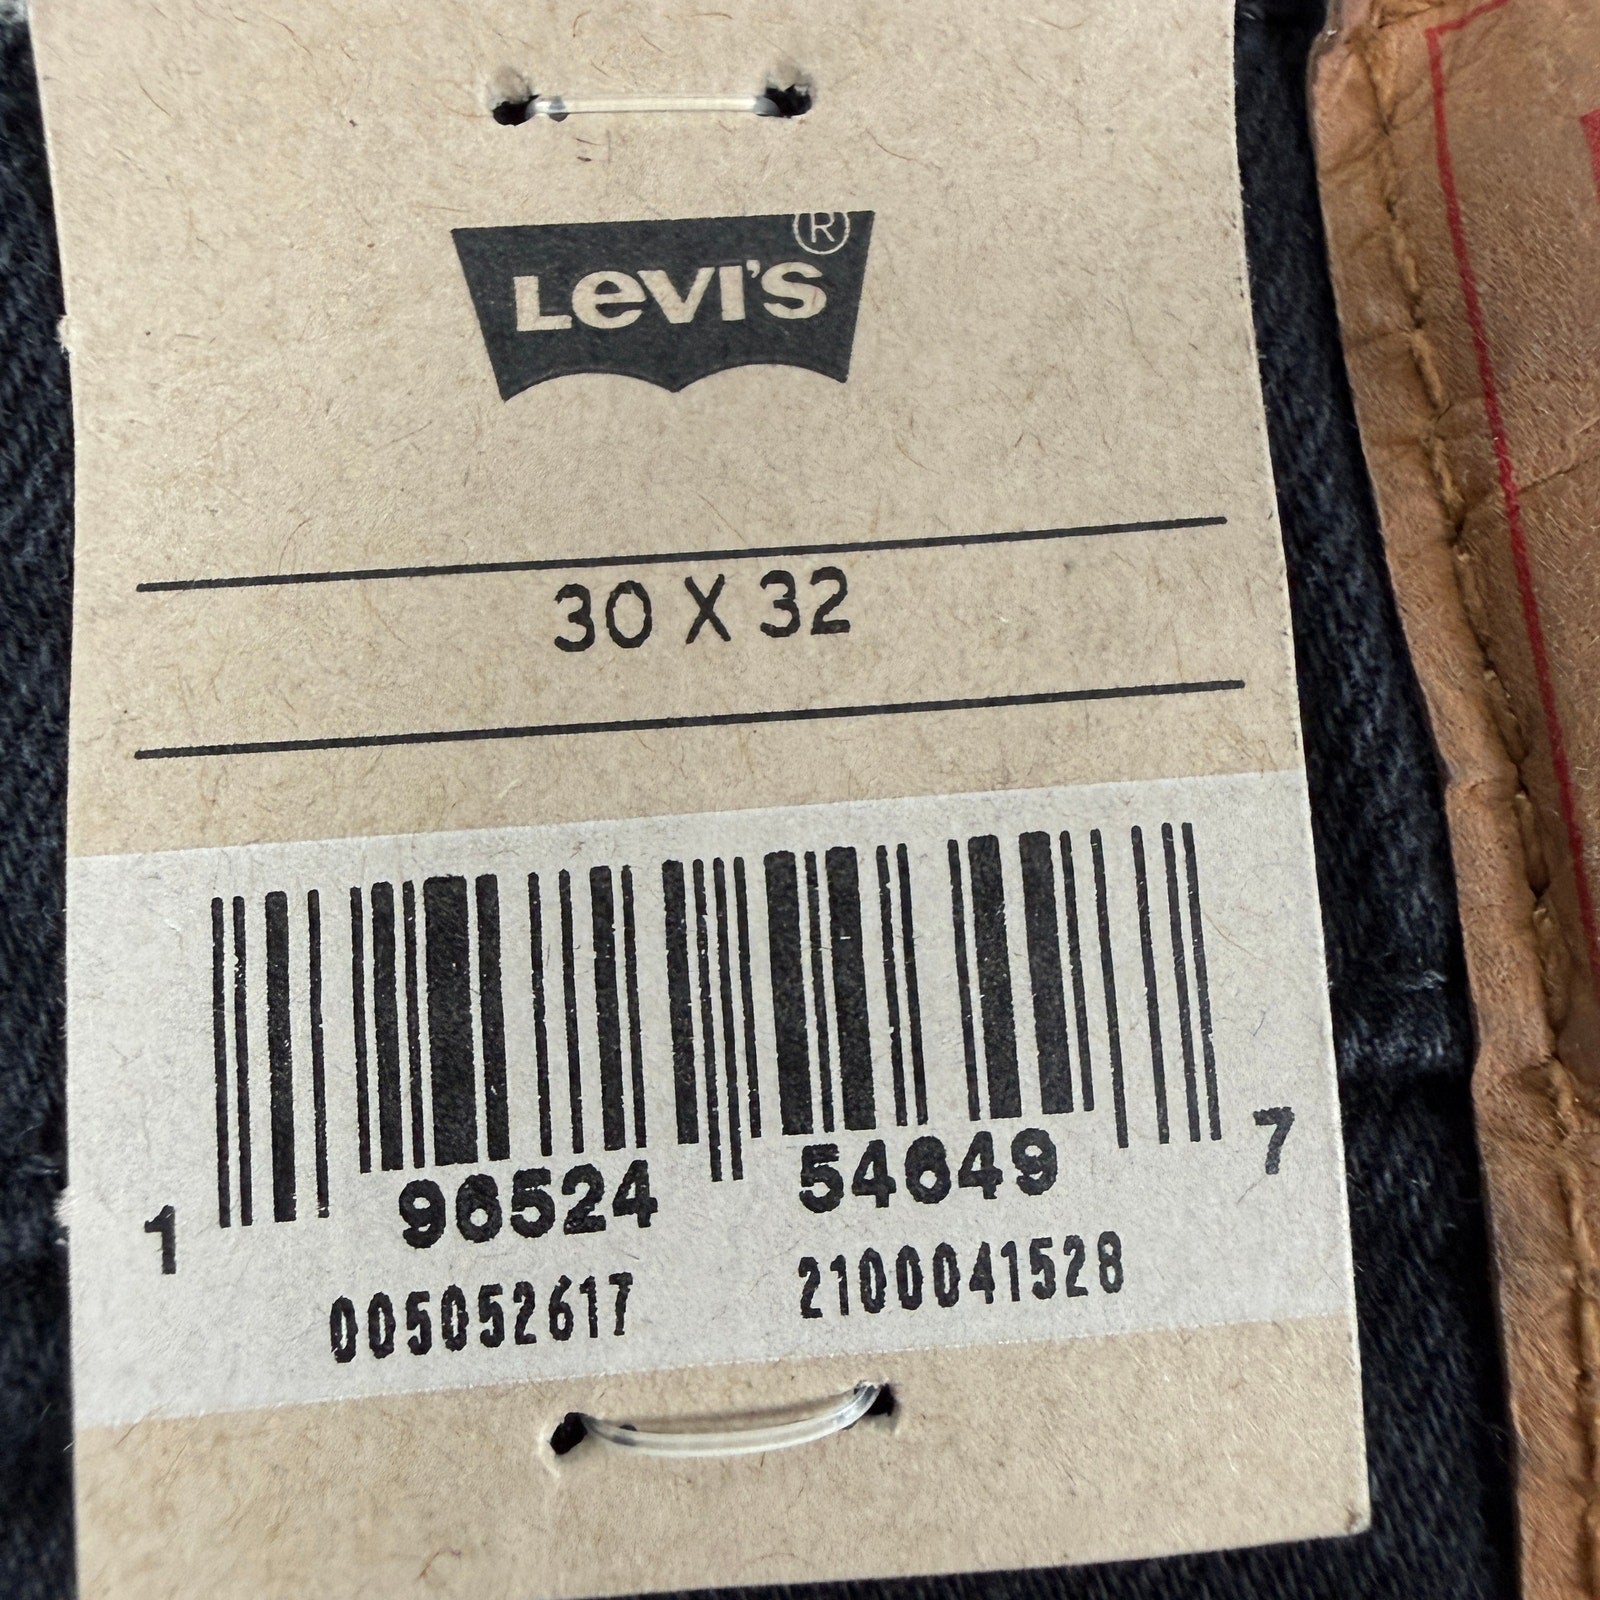 LEVI'S®
30 X 32
1 96524 54649 7
005052617 2100041528